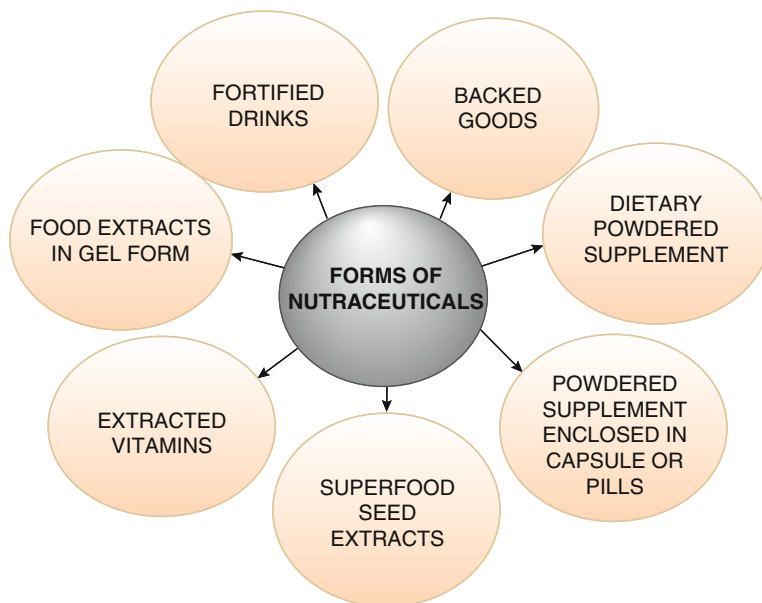 FORTIFIED
DRINKS
BACKED
GOODS
FOOD EXTRACTS
IN GEL FORM
DIETARY
POWDERED
SUPPLEMENT
FORMS OF
NUTRACEUTICALS
EXTRACTED
VITAMINS
POWDERED
SUPPLEMENT
ENCLOSED IN
CAPSULE OR
PILLS
SUPERFOOD
SEED
EXTRACTS